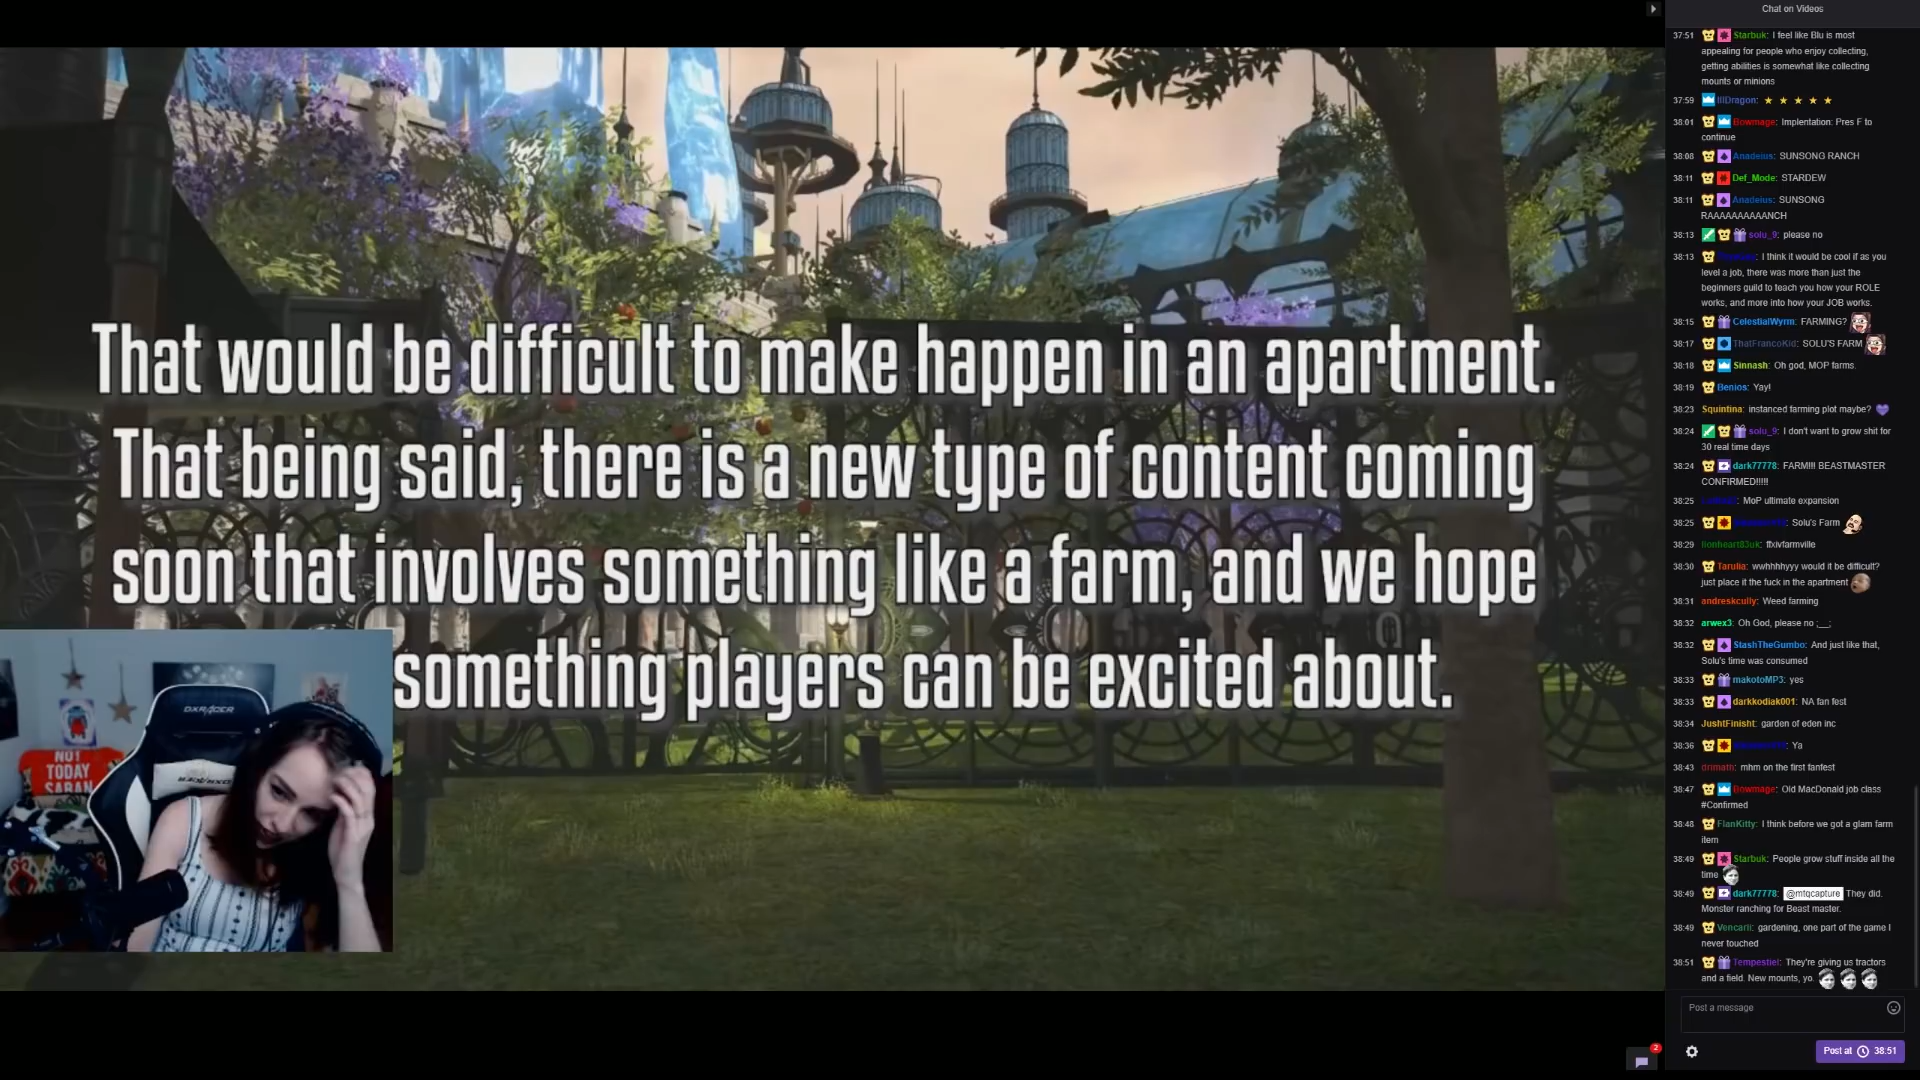 That would be difficult to make happen in an apartment.
That being said, there is a new type of content coming
soon that involves something like a farm, and we hope
something players can be excited about.
DXRACER
NOT
TODAY
SATAN
Chat on Videos
37:51 Starbuk: I feel like Blu is most
appealing for people who enjoy collecting,
getting abilities is somewhat like collecting
mounts or minions
37:59 IllDragon: ★ ★ ★ ★ ★
38:01 Bowmage: Implentation: Pres F to
continue
38:08 Anadeius: SUNSONG RANCH
38:11 Def_Mode: STARDEW
38:11 Anadeius: SUNSONG
RAAAAAAAAAANCH
38:13 solu_9: please no
38:13 I think it would be cool if as you
level a job, there was more than just the
beginners guild to teach you how your ROLE
works, and more into how your JOB works.
38:15 CelestialWyrm: FARMING?
38:17 ThatFrancoKid: SOLU'S FARM
38:18 Sinnash: Oh god, MOP farms.
38:19 Benios: Yay!
38:23 Squintina: instanced farming plot maybe?
38:24 solu_9: I don't want to grow shit for
30 real time days
38:24 dark77778: FARM!!! BEASTMASTER
CONFIRMED!!!!!
38:25 MoP ultimate expansion
38:25 Solu's Farm
38:29 lionheart83uk: ffxivfarmville
38:30 Tarulia: wwhhhhyyy would it be difficult?
just place it the fuck in the apartment
38:31 andreskcully: Weed farming
38:32 arwex3: Oh God, please no ;__;
38:32 StashTheGumbo: And just like that,
Solu's time was consumed
38:33 makotoMP3: yes
38:33 darkkodiak001: NA fan fest
38:34 JushtFinisht: garden of eden inc
38:36 Ya
38:43 drimath: mhm on the first fanfest
38:47 Bowmage: Old MacDonald job class
#Confirmed
38:48 FlanKitty: I think before we got a glam farm
item
38:49 Starbuk: People grow stuff inside all the
time
38:49 dark77778: @mtqcapture They did.
Monster ranching for Beast master.
38:49 Vencarti: gardening, one part of the game I
never touched
38:51 Tempestiel: They're giving us tractors
and a field. New mounts, yo.
Post a message
Post at 38:51
2